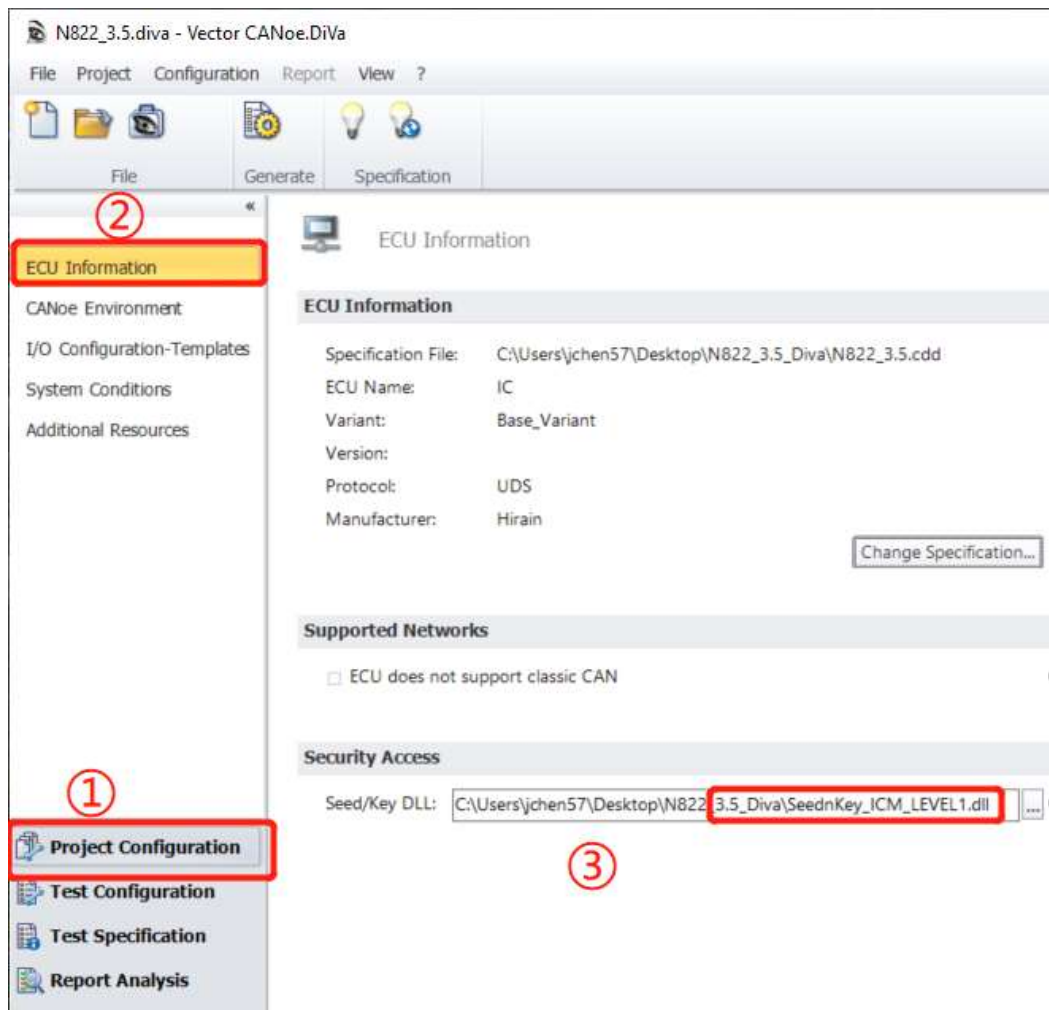 N822_3.5.diva - Vector CANoe.DiVa
File Project Configuration Report View ?
File Generate Specification
②
«
ECU Information
CANoe Environment
I/O Configuration-Templates
System Conditions
Additional Resources
①
Project Configuration
Test Configuration
Test Specification
Report Analysis
ECU Information
ECU Information
Specification File: C:\Users\jchen57\Desktop\N822_3.5_Diva\N822_3.5.cdd
ECU Name: IC
Variant: Base_Variant
Version:
Protocol: UDS
Manufacturer: Hirain
Change Specification...
Supported Networks
ECU does not support classic CAN
Security Access
Seed/Key DLL: C:\Users\jchen57\Desktop\N822_3.5_Diva\SeednKey_ICM_LEVEL1.dll ...
③